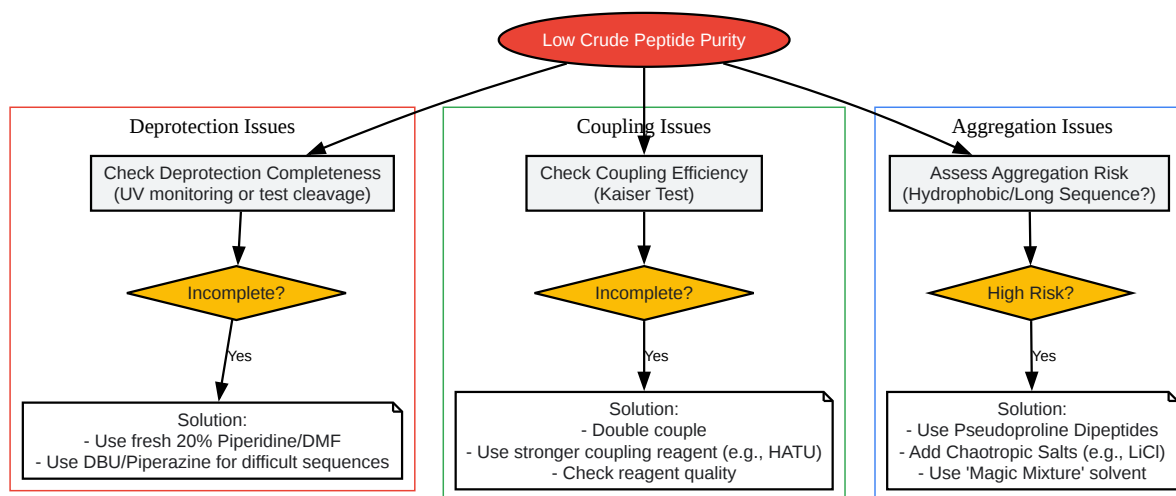 Low Crude Peptide Purity
Deprotection Issues
Check Deprotection Completeness
(UV monitoring or test cleavage)
Incomplete?
Yes
Solution:
- Use fresh 20% Piperidine/DMF
- Use DBU/Piperazine for difficult sequences
Coupling Issues
Check Coupling Efficiency
(Kaiser Test)
Incomplete?
Yes
Solution:
- Double couple
- Use stronger coupling reagent (e.g., HATU)
- Check reagent quality
Aggregation Issues
Assess Aggregation Risk
(Hydrophobic/Long Sequence?)
High Risk?
Yes
Solution:
- Use Pseudoproline Dipeptides
- Add Chaotropic Salts (e.g., LiCl)
- Use 'Magic Mixture' solvent